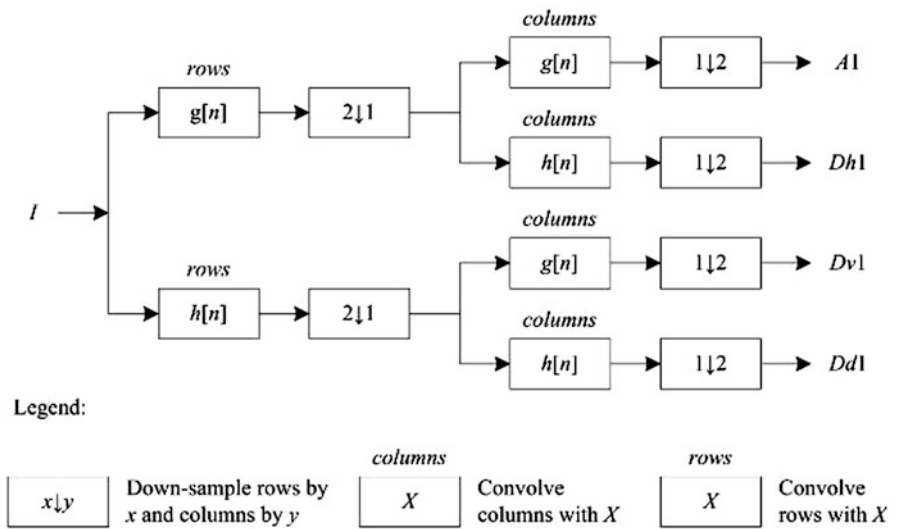 columns
g[n]
1↓2
A1
rows
g[n]
2↓1
columns
h[n]
1↓2
Dh1
I
columns
g[n]
1↓2
Dv1
rows
h[n]
2↓1
columns
h[n]
1↓2
Dd1
Legend:
x↓y
Down-sample rows by
x and columns by y
columns
X
Convolve
columns with X
rows
X
Convolve
rows with X